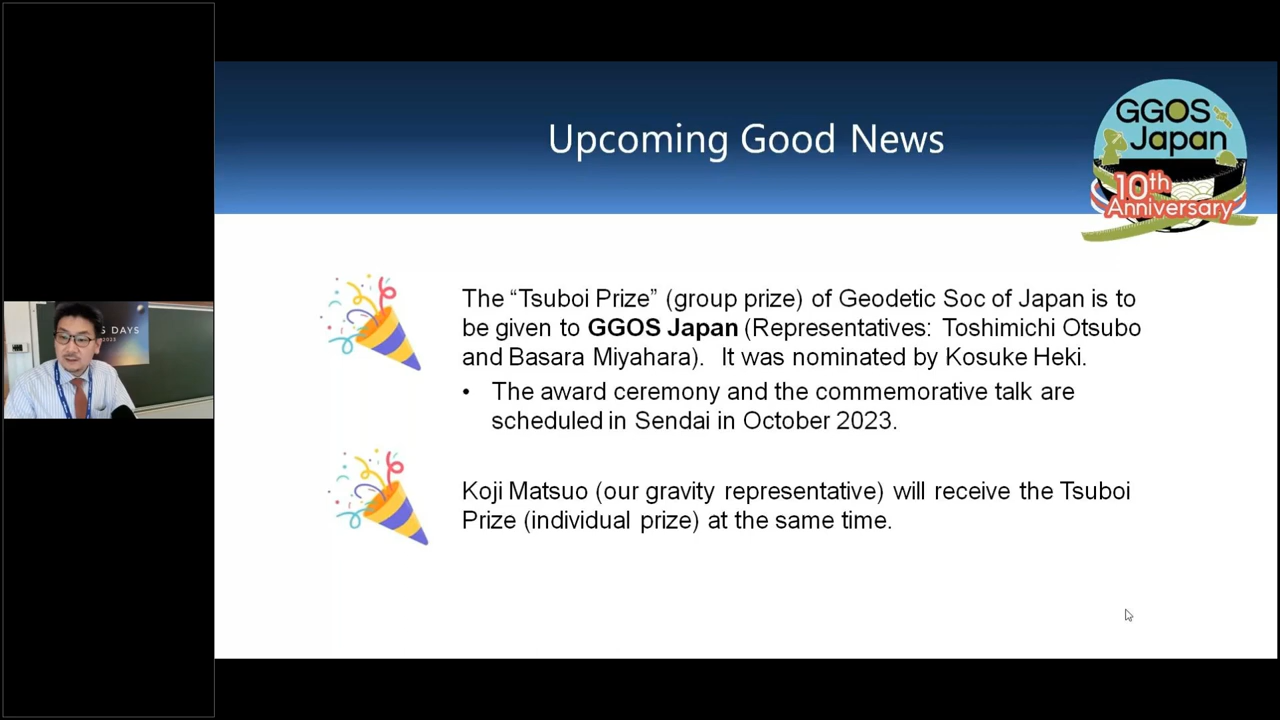 Upcoming Good News
GGOS
Japan
10th
Anniversary
The “Tsuboi Prize” (group prize) of Geodetic Soc of Japan is to
be given to GGOS Japan (Representatives: Toshimichi Otsubo
and Basara Miyahara). It was nominated by Kosuke Heki.
• The award ceremony and the commemorative talk are
scheduled in Sendai in October 2023.
Koji Matsuo (our gravity representative) will receive the Tsuboi
Prize (individual prize) at the same time.
S DAYS
2023